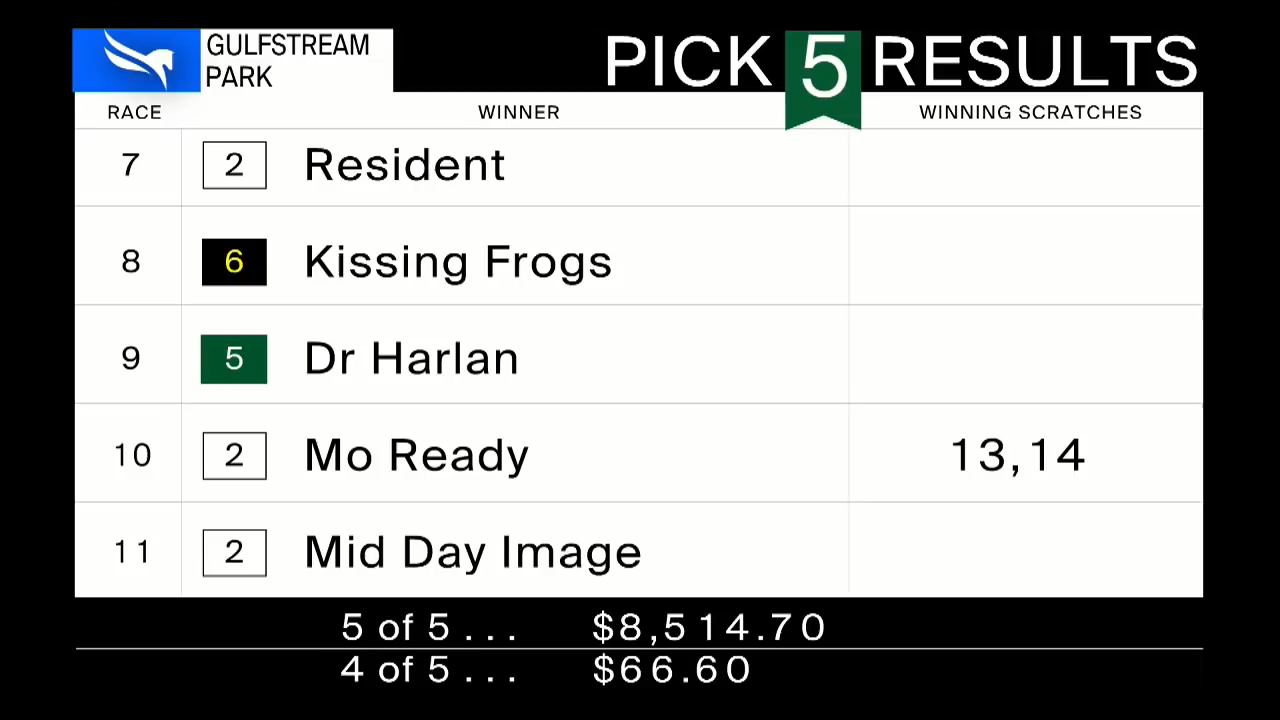 GULFSTREAM
PARK
PICK 5 RESULTS
RACE WINNER WINNING SCRATCHES
7 2 Resident
8 6 Kissing Frogs
9 5 Dr Harlan
10 2 Mo Ready 13,14
11 2 Mid Day Image
5 of 5 . . . $8,514.70
4 of 5 . . . $66.60